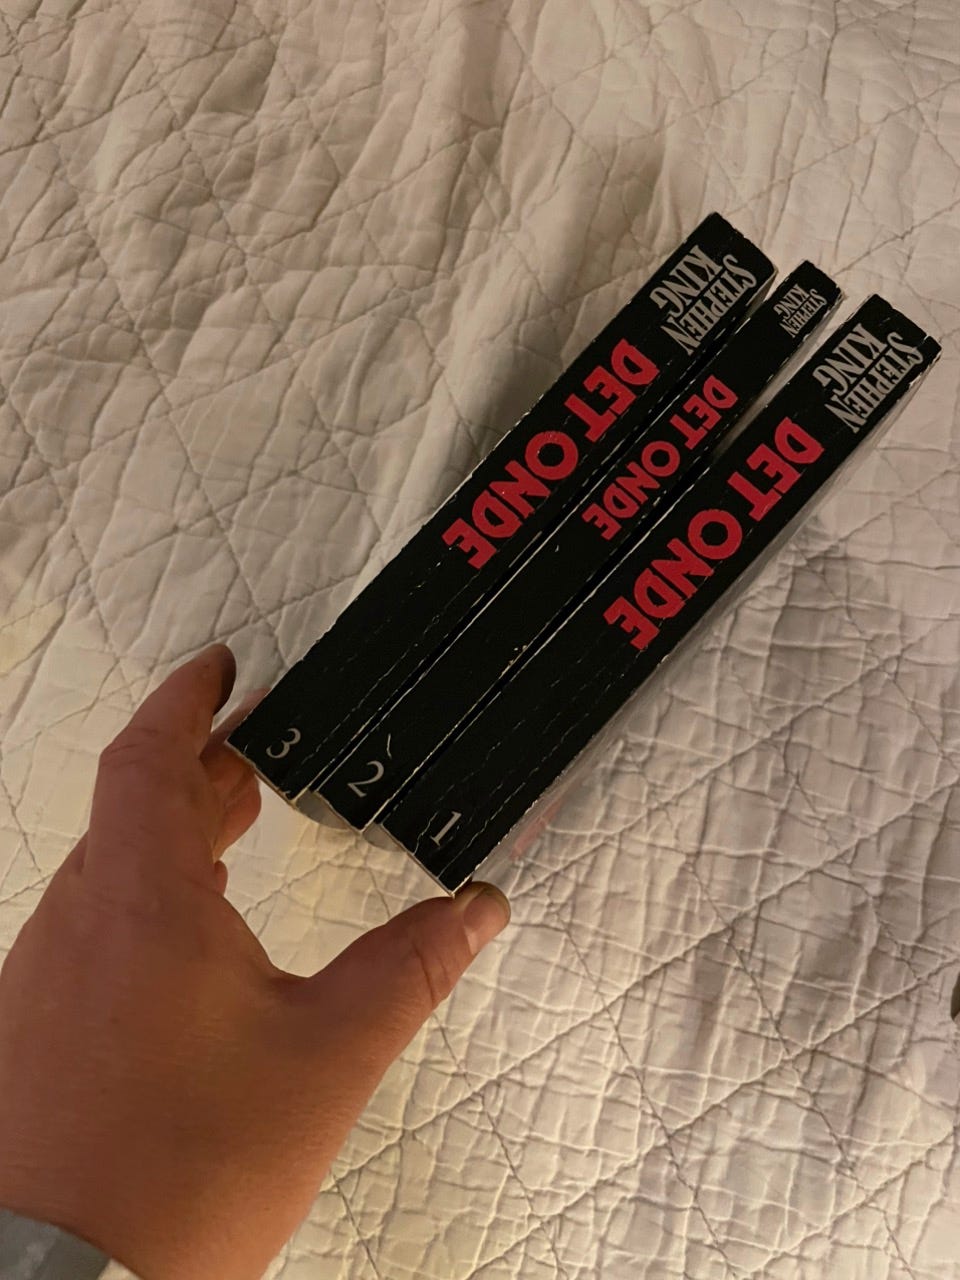 STEPHEN
KING
DET ONDE
3
STEPHEN
KING
DET ONDE
2
STEPHEN
KING
DET ONDE
1